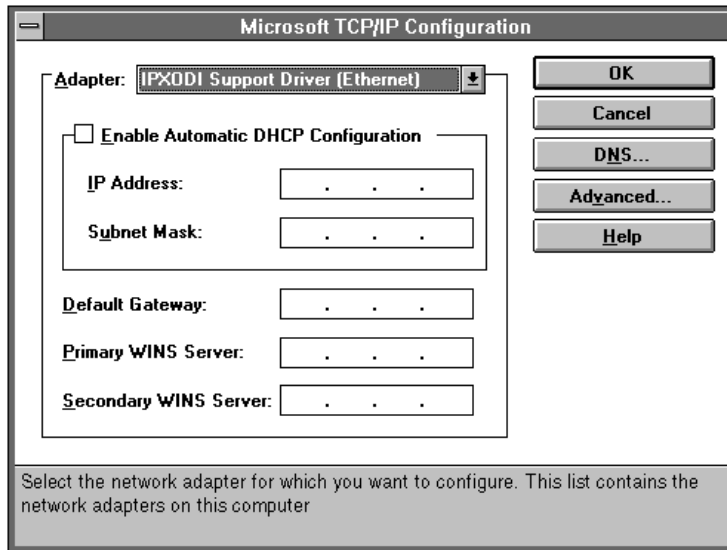 Microsoft TCP/IP Configuration
Adapter: IPXODI Support Driver (Ethernet)
Enable Automatic DHCP Configuration
IP Address: . . .
Subnet Mask: . . .
Default Gateway: . . .
Primary WINS Server: . . .
Secondary WINS Server: . . .
OK
Cancel
DNS...
Advanced...
Help
Select the network adapter for which you want to configure. This list contains the
network adapters on this computer